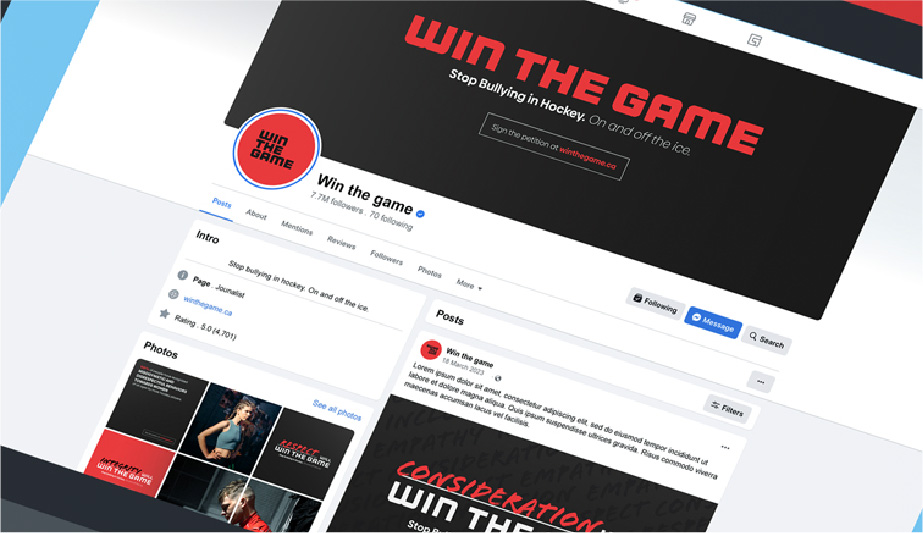 WIN THE GAME
Stop Bullying in Hockey. On and off the ice.
Sign the petition at winthegame.ca
WIN
THE
GAME
Win the game
7.7M followers . 70 following
Posts
About
Mentions
Reviews
Followers
Photos
More
Following
Message
Search
Intro
Stop bullying in hockey. On and off the ice.
Page . Journalist
winthegame.ca
Rating . 5.0 (4,701)
Photos
See all photos
RESPECT
WIN THE GAME
INTEGRITY
WIN THE GAME
Posts
Filters
Win the game
18 Marzo 2023
Lorem ipsum dolor sit amet, consectetur adipiscing elit, sed do eiusmod tempor incididunt ut
labore et dolore magna aliqua. Quis ipsum suspendisse ultrices gravida. Risus commodo viverra
maecenas accumsan lacus vel facilisis.
CONSIDERATION
WIN THE GAME
Stop Bullying